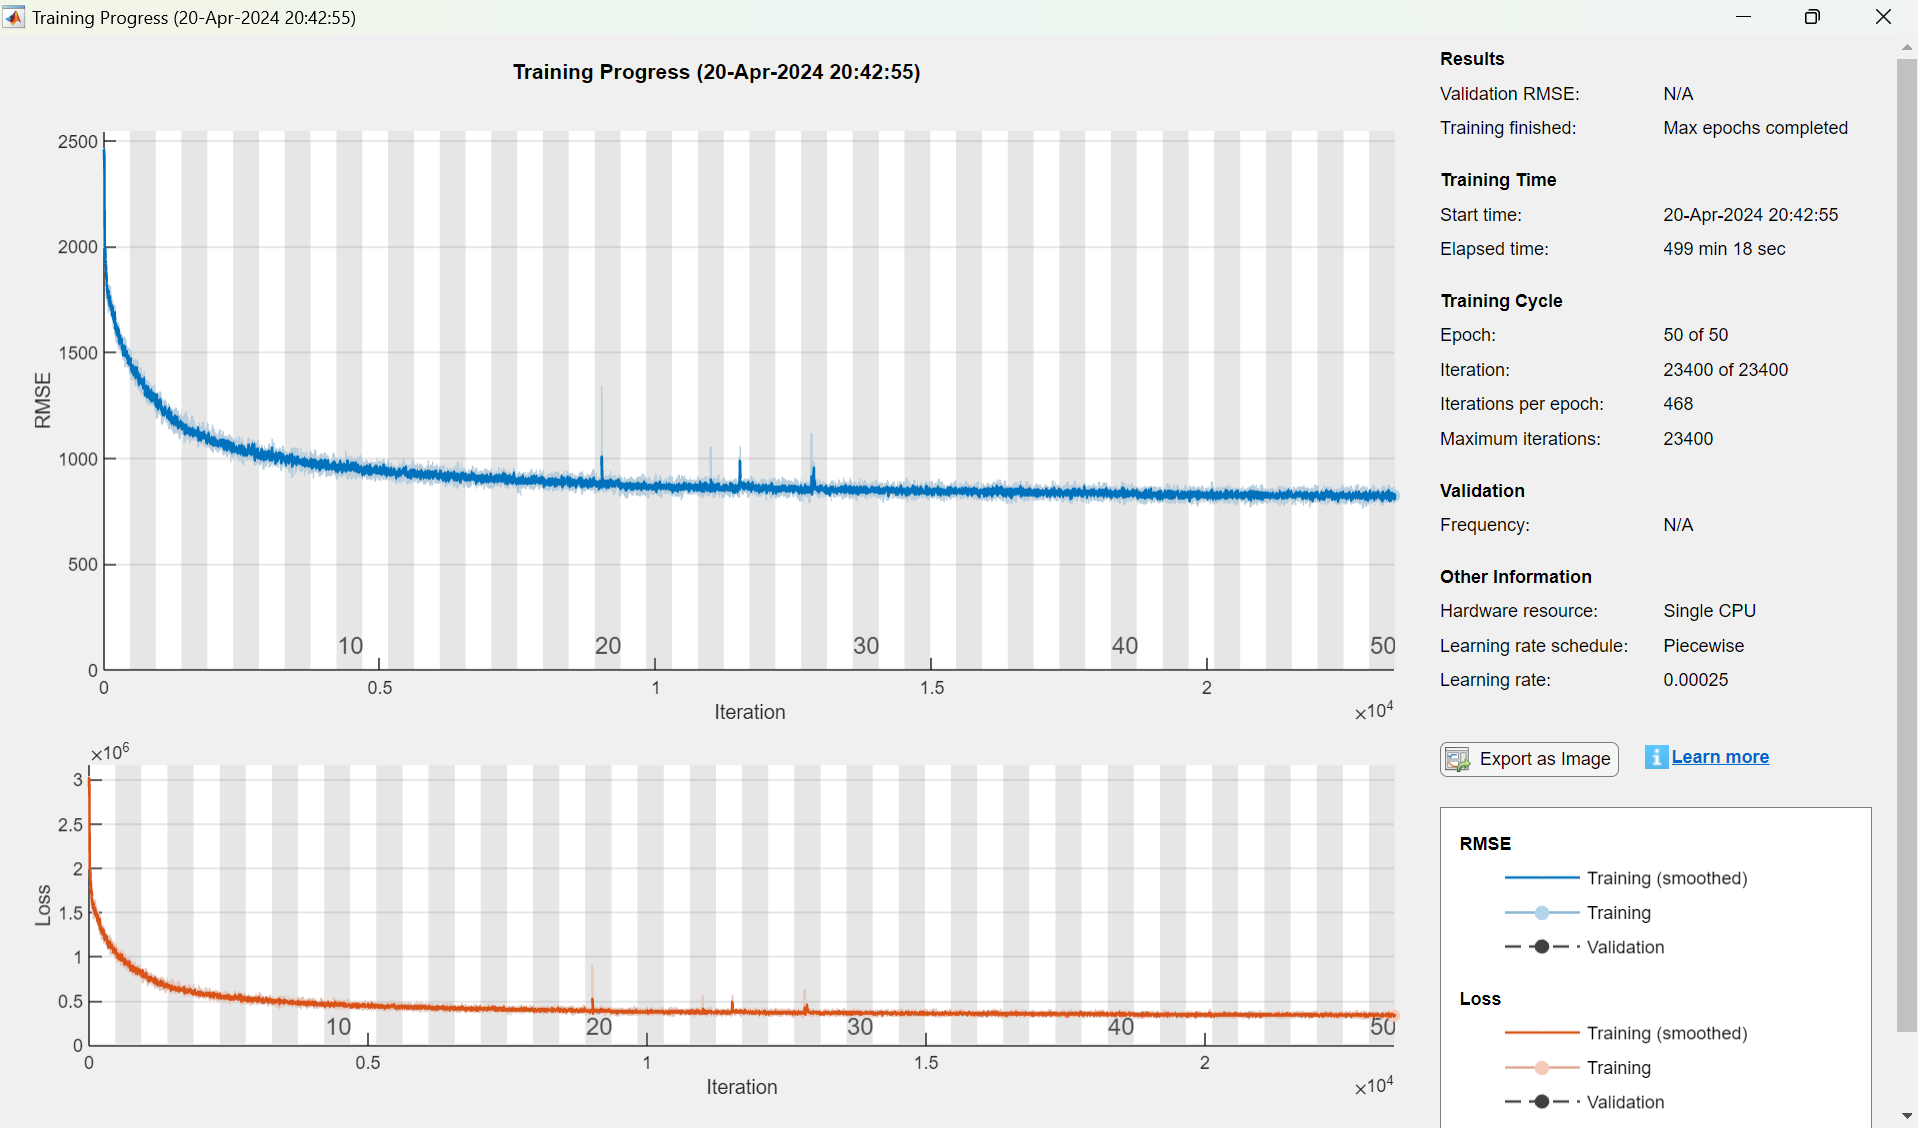 Training Progress (20-Apr-2024 20:42:55)
Training Progress (20-Apr-2024 20:42:55)
2500
2000
1500
1000
500
0
RMSE
10
20
30
40
50
0
0.5
1
1.5
2
Iteration
×10⁴
×10⁶
3
2.5
2
1.5
1
0.5
0
Loss
10
20
30
40
50
0
0.5
1
1.5
2
Iteration
×10⁴
Results
Validation RMSE: N/A
Training finished: Max epochs completed
Training Time
Start time: 20-Apr-2024 20:42:55
Elapsed time: 499 min 18 sec
Training Cycle
Epoch: 50 of 50
Iteration: 23400 of 23400
Iterations per epoch: 468
Maximum iterations: 23400
Validation
Frequency: N/A
Other Information
Hardware resource: Single CPU
Learning rate schedule: Piecewise
Learning rate: 0.00025
Export as Image
i Learn more
RMSE
Training (smoothed)
Training
Validation
Loss
Training (smoothed)
Training
Validation